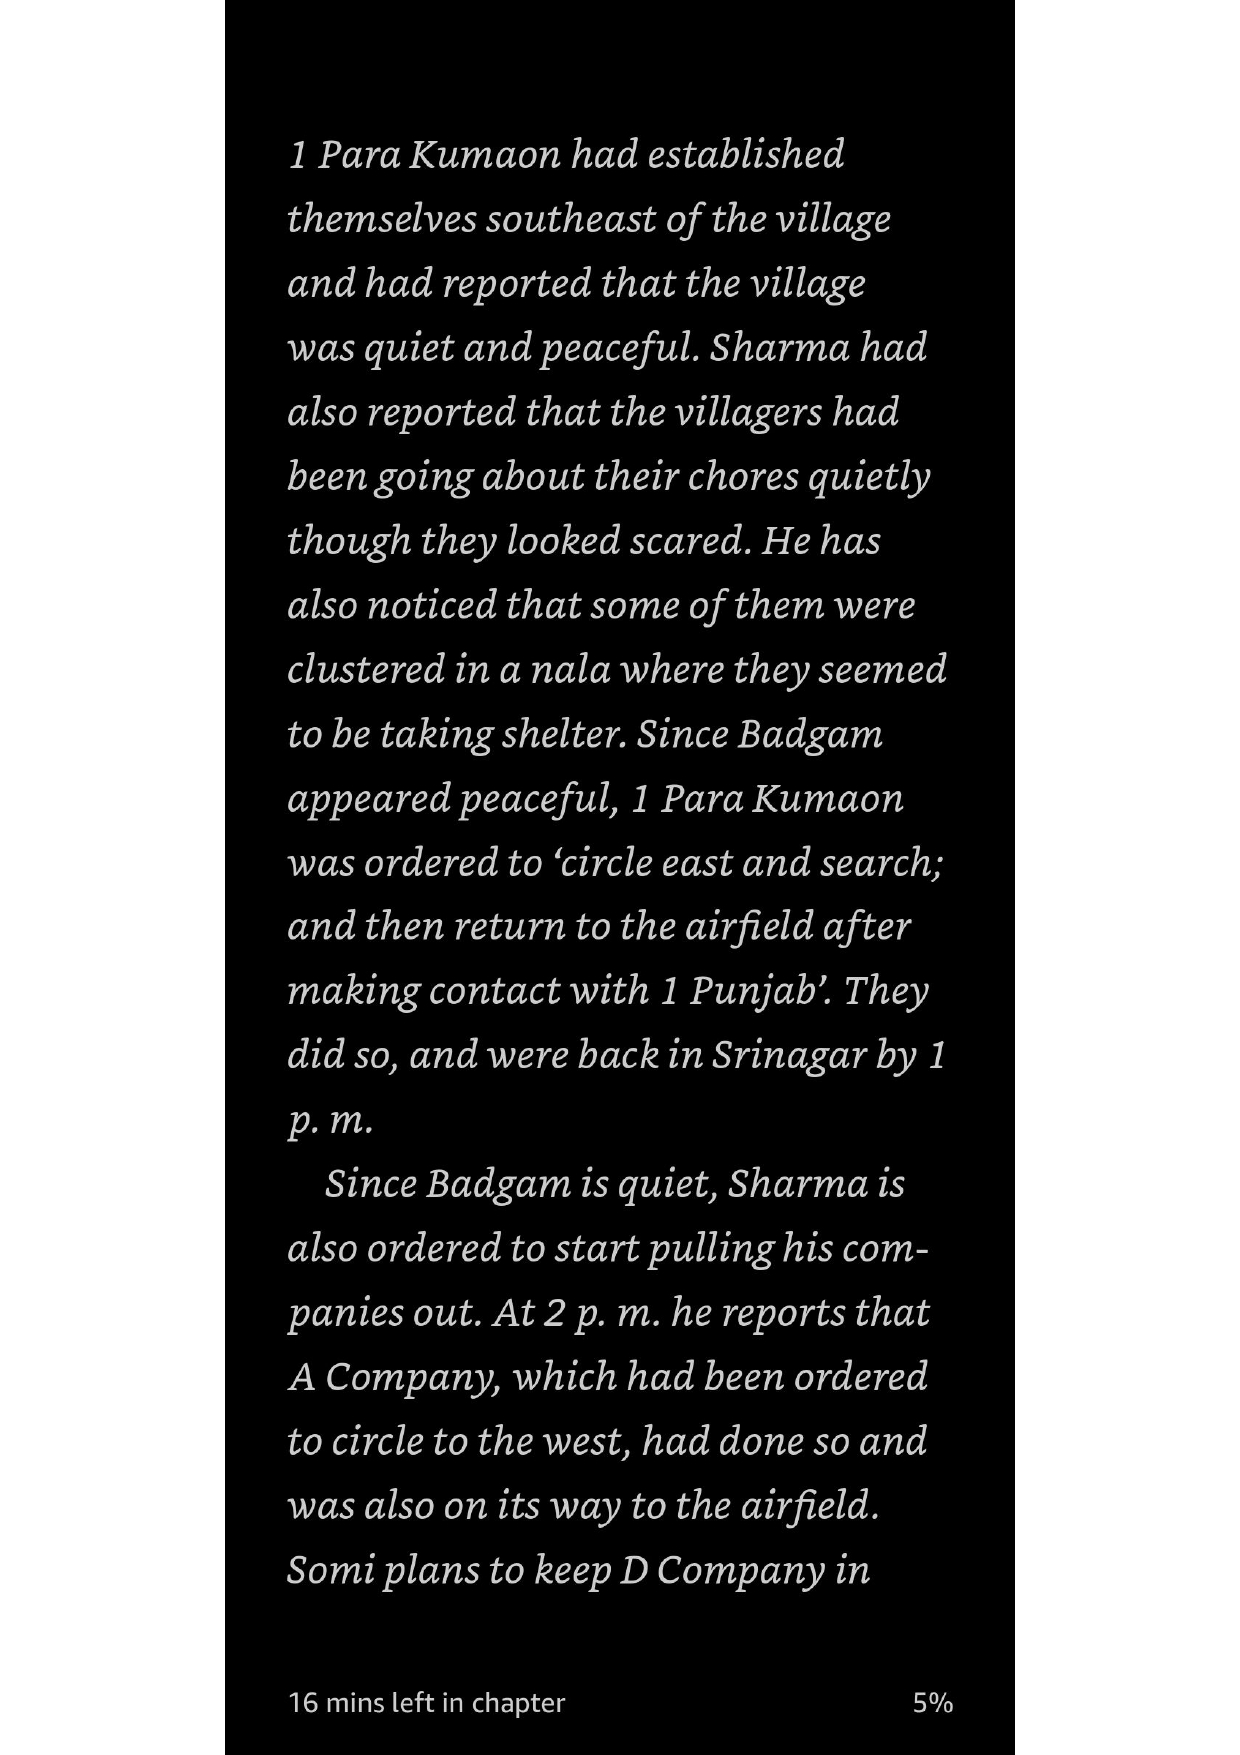 1 Para Kumaon had established
themselves southeast of the village
and had reported that the village
was quiet and peaceful. Sharma had
also reported that the villagers had
been going about their chores quietly
though they looked scared. He has
also noticed that some of them were
clustered in a nala where they seemed
to be taking shelter. Since Badgam
appeared peaceful, 1 Para Kumaon
was ordered to ‘circle east and search;
and then return to the airfield after
making contact with 1 Punjab’. They
did so, and were back in Srinagar by 1
p. m.
Since Badgam is quiet, Sharma is
also ordered to start pulling his com-
panies out. At 2 p. m. he reports that
A Company, which had been ordered
to circle to the west, had done so and
was also on its way to the airfield.
Somi plans to keep D Company in
16 mins left in chapter 5%